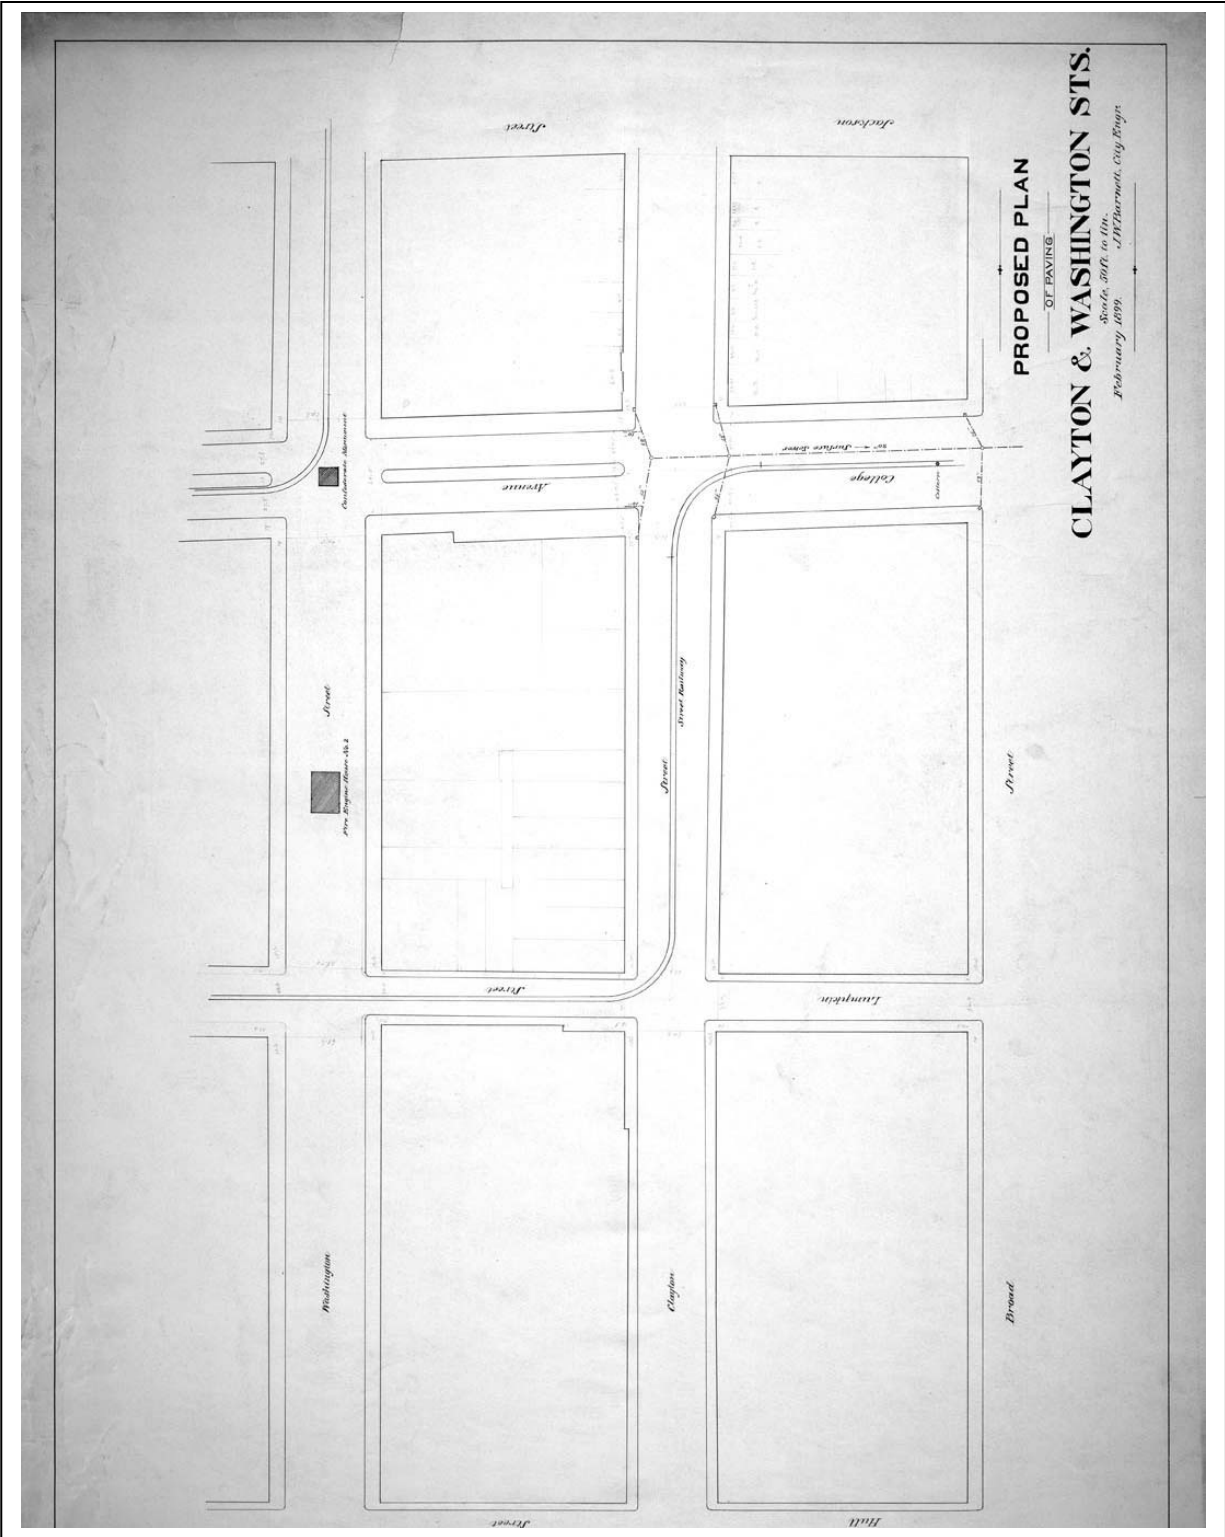 PROPOSED PLAN
OF PAVING
CLAYTON & WASHINGTON STS.
Scale, 50ft. to 1in.
February 1899. J.W. Barnett, City Engr.
Jackson
Street
Confederate Monument
College
Avenue
20" Surface Sewer
Cistern
Street Railway
Fire Engine House No. 2
Lumpkin
Street
Washington
Street
Clayton
Street
Broad
Street
Hull
Street